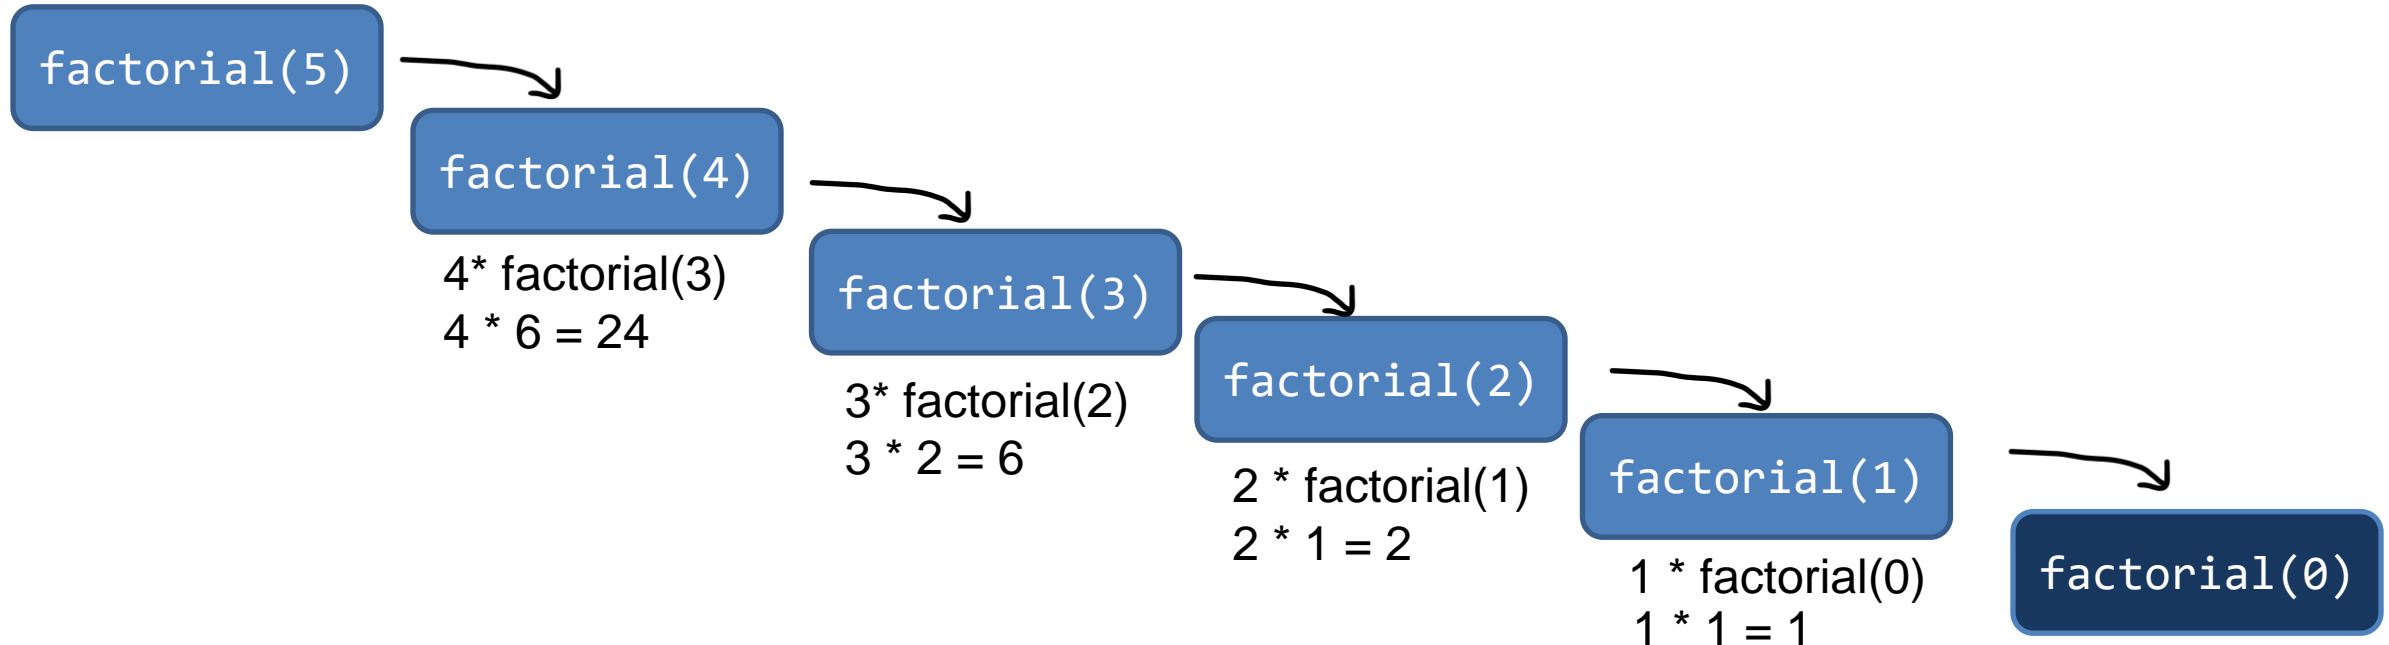 factorial(5)
factorial(4)
4* factorial(3)
4 * 6 = 24
factorial(3)
3* factorial(2)
3 * 2 = 6
factorial(2)
2 * factorial(1)
2 * 1 = 2
factorial(1)
1 * factorial(0)
1 * 1 = 1
factorial(0)